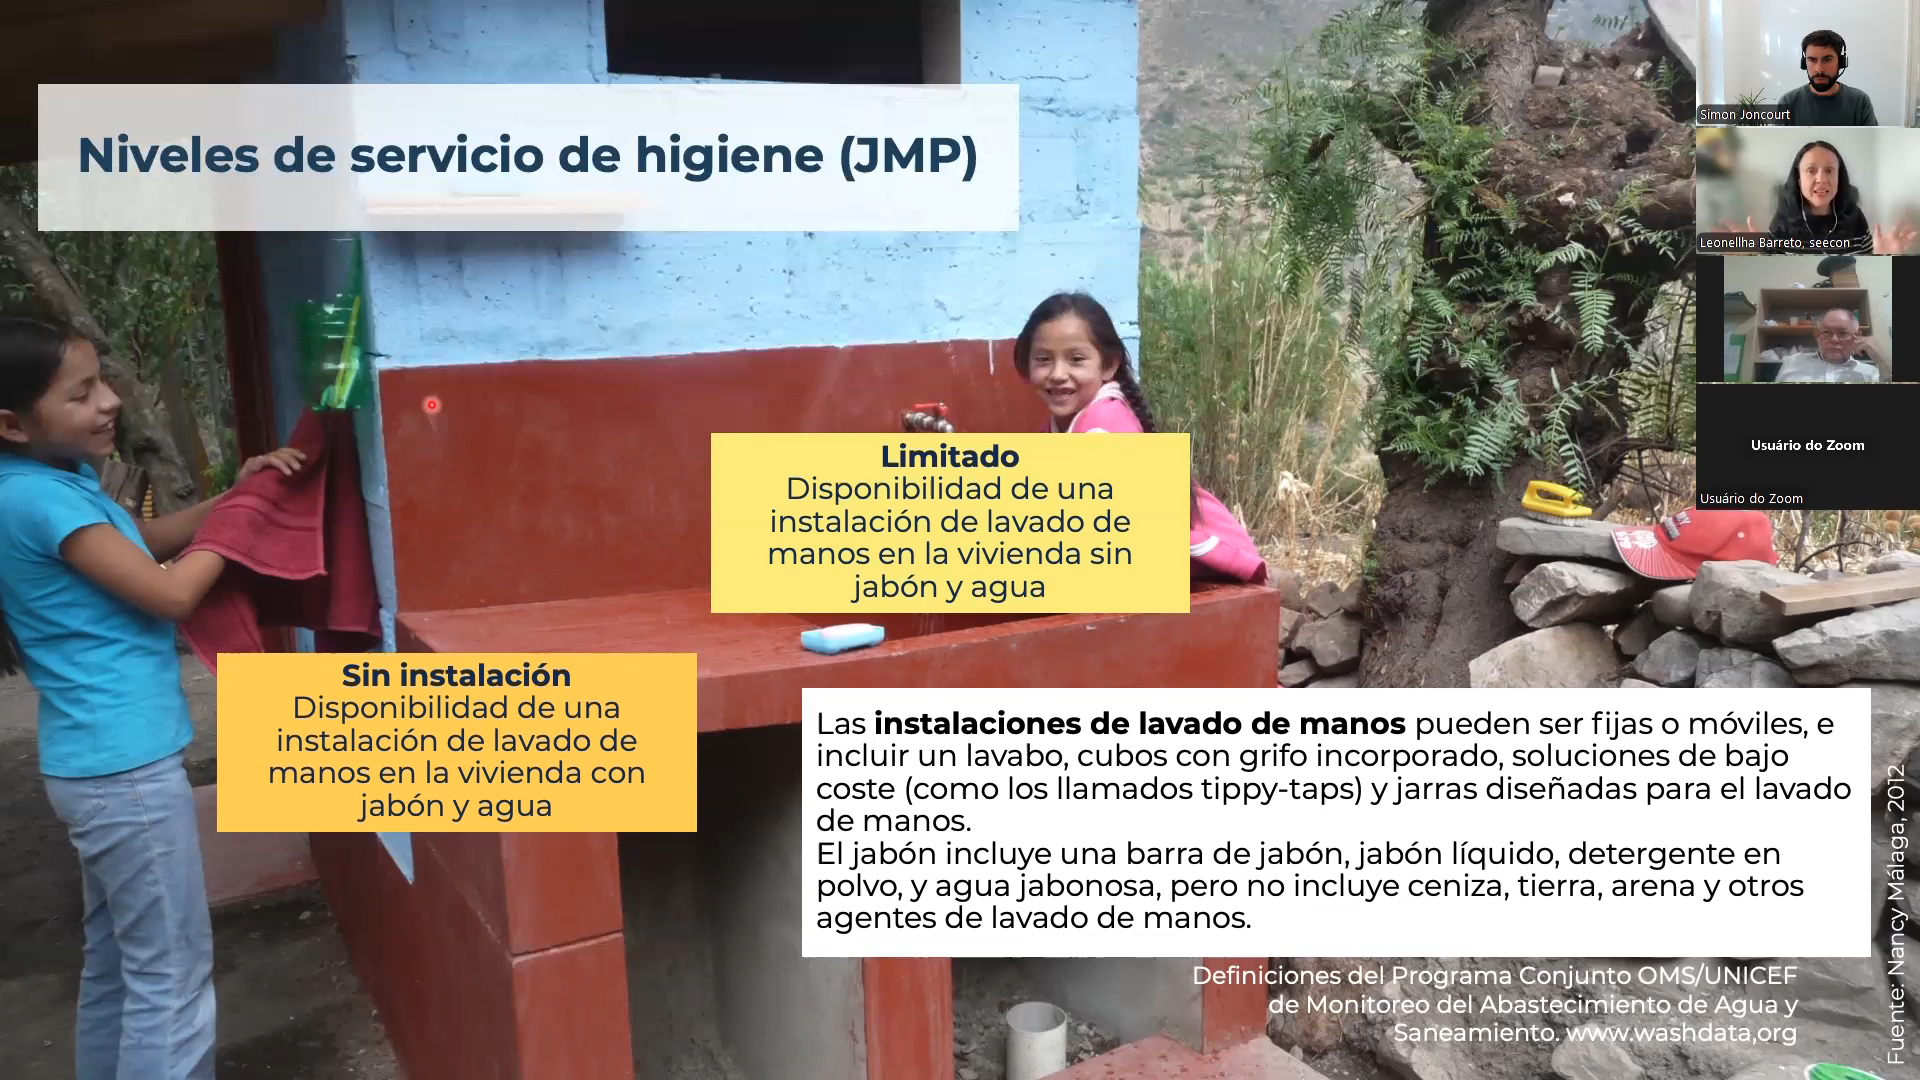 Niveles de servicio de higiene (JMP)
Limitado
Disponibilidad de una
instalación de lavado de
manos en la vivienda sin
jabón y agua
Sin instalación
Disponibilidad de una
instalación de lavado de
manos en la vivienda con
jabón y agua
Las instalaciones de lavado de manos pueden ser fijas o móviles, e
incluir un lavabo, cubos con grifo incorporado, soluciones de bajo
coste (como los llamados tippy-taps) y jarras diseñadas para el lavado
de manos.
El jabón incluye una barra de jabón, jabón líquido, detergente en
polvo, y agua jabonosa, pero no incluye ceniza, tierra, arena y otros
agentes de lavado de manos.
Definiciones del Programa Conjunto OMS/UNICEF
de Monitoreo del Abastecimiento de Agua y
Saneamiento. www.washdata,org
Fuente: Nancy Málaga, 2012
Simon Joncourt
Leonellha Barreto, seecon
Usuário do Zoom
Usuário do Zoom